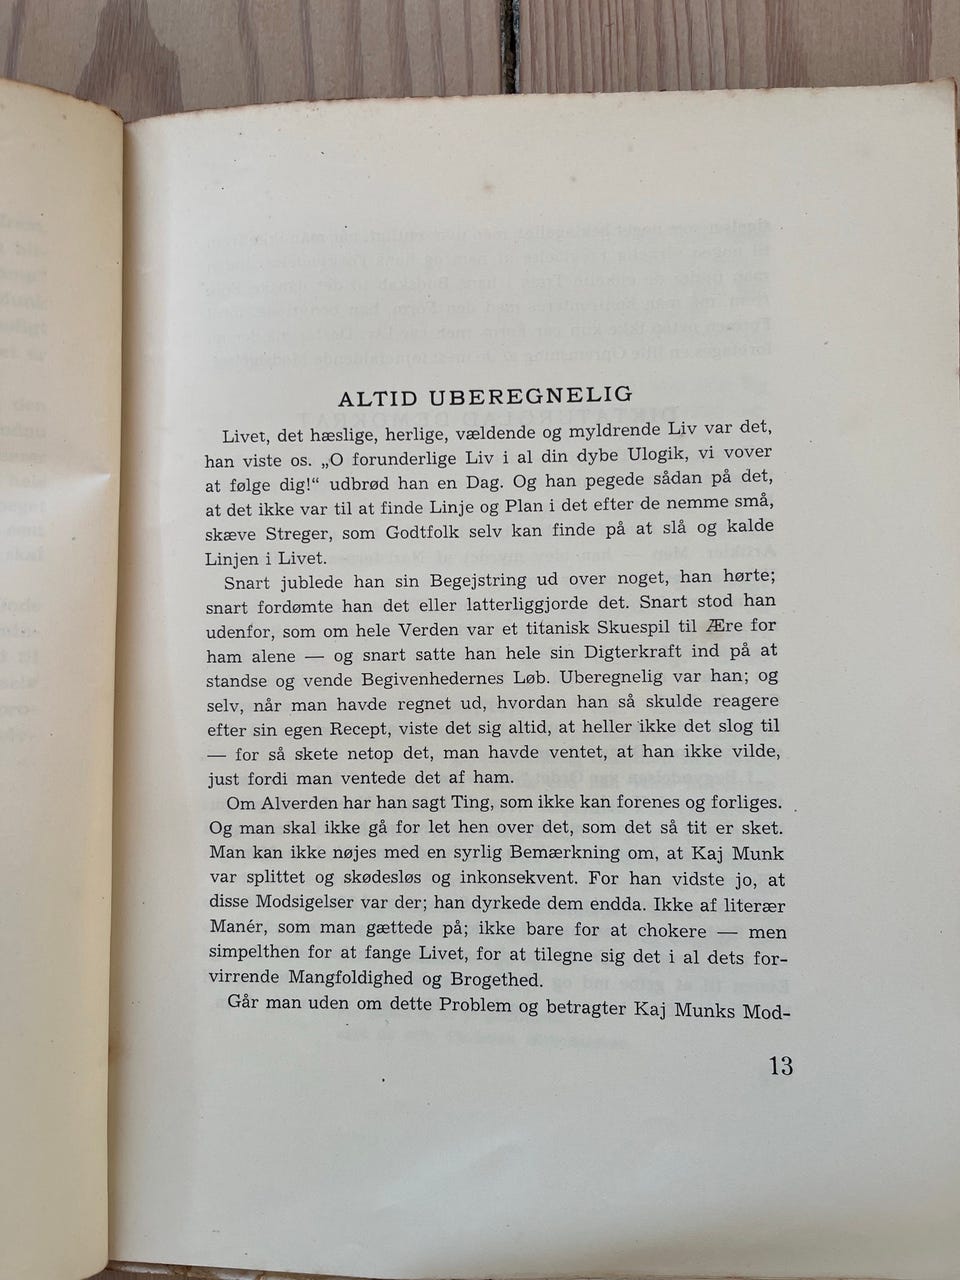 ALTID UBEREGNELIG
Livet, det hæslige, herlige, vældende og myldrende Liv var det,
han viste os. „O forunderlige Liv i al din dybe Ulogik, vi vover
at følge dig!“ udbrød han en Dag. Og han pegede sådan på det,
at det ikke var til at finde Linje og Plan i det efter de nemme små,
skæve Streger, som Godtfolk selv kan finde på at slå og kalde
Linjen i Livet.
Snart jublede han sin Begejstring ud over noget, han hørte;
snart fordømte han det eller latterliggjorde det. Snart stod han
udenfor, som om hele Verden var et titanisk Skuespil til Ære for
ham alene — og snart satte han hele sin Digterkraft ind på at
standse og vende Begivenhedernes Løb. Uberegnelig var han; og
selv, når man havde regnet ud, hvordan han så skulde reagere
efter sin egen Recept, viste det sig altid, at heller ikke det slog til
— for så skete netop det, man havde ventet, at han ikke vilde,
just fordi man ventede det af ham.
Om Alverden har han sagt Ting, som ikke kan forenes og forliges.
Og man skal ikke gå for let hen over det, som det så tit er sket.
Man kan ikke nøjes med en syrlig Bemærkning om, at Kaj Munk
var splittet og skødesløs og inkonsekvent. For han vidste jo, at
disse Modsigelser var der; han dyrkede dem endda. Ikke af literær
Manér, som man gættede på; ikke bare for at chokere — men
simpelthen for at fange Livet, for at tilegne sig det i al dets for-
virrende Mangfoldighed og Brogethed.
Går man uden om dette Problem og betragter Kaj Munks Mod-
13